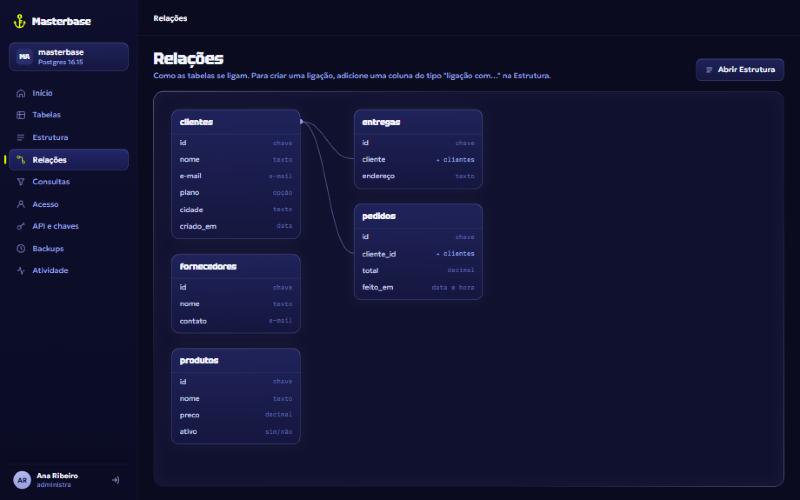 Masterbase
MA
masterbase
Postgres 16.15
Início
Tabelas
Estrutura
Relações
Consultas
Acesso
API e chaves
Backups
Atividade
AR
Ana Ribeiro
administra
Relações
Relações
Como as tabelas se ligam. Para criar uma ligação, adicione uma coluna do tipo "ligação com..." na Estrutura.
Abrir Estrutura
clientes
id chave
nome texto
e-mail e-mail
plano opção
cidade texto
criado_em data
fornecedores
id chave
nome texto
contato e-mail
produtos
id chave
nome texto
preco decimal
ativo sim/não
entregas
id chave
cliente clientes
endereço texto
pedidos
id chave
cliente_id clientes
total decimal
feito_em data e hora